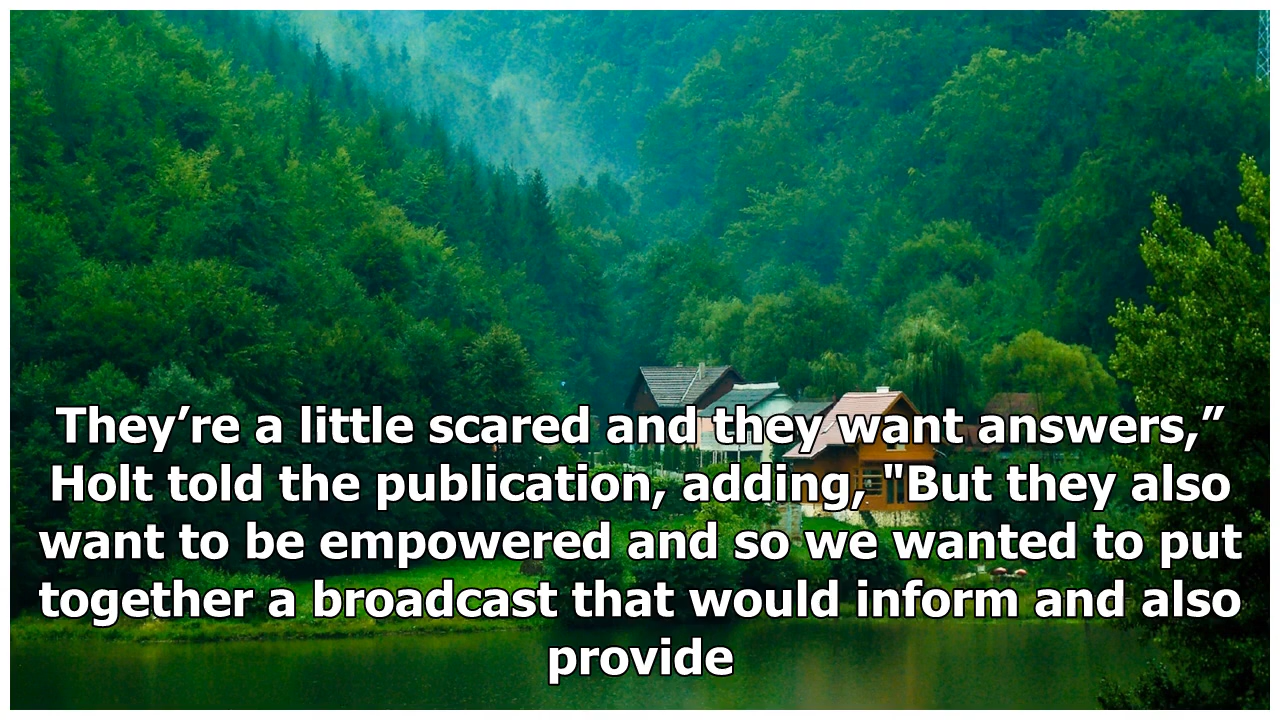 They’re a little scared and they want answers,”
Holt told the publication, adding, "But they also
want to be empowered and so we wanted to put
together a broadcast that would inform and also
provide